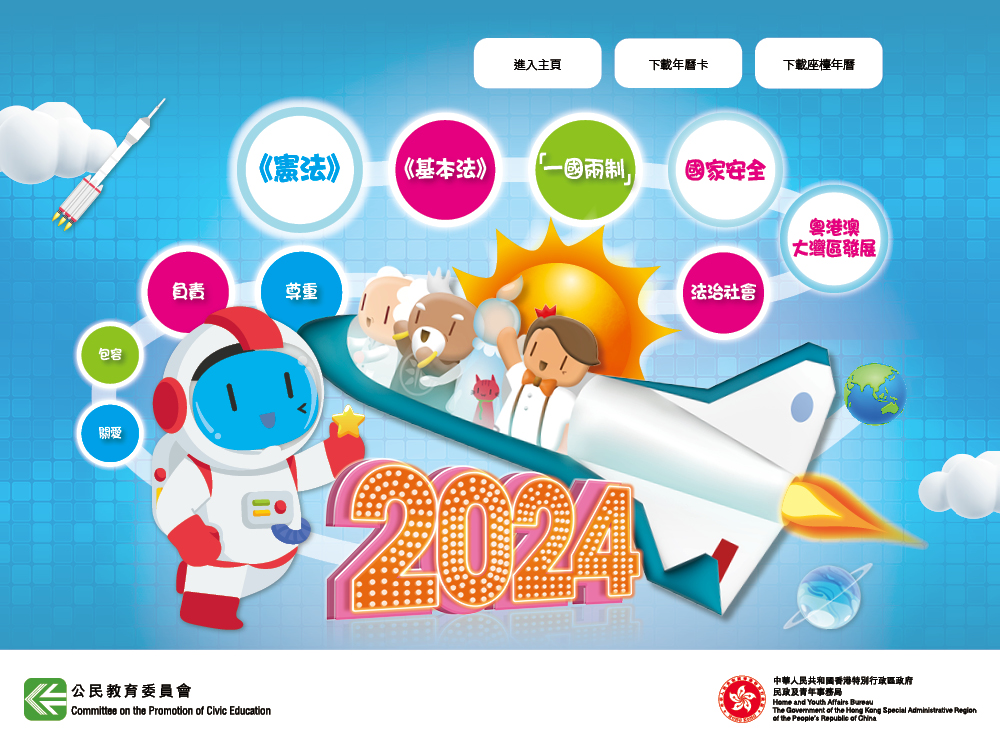 進入主頁
下載年曆卡
下載座檯年曆
《憲法》
《基本法》
「一國兩制」
國家安全
粵港澳
大灣區發展
負責
尊重
法治社會
包容
關愛
2024
公民教育委員會
Committee on the Promotion of Civic Education
中華人民共和國香港特別行政區政府
民政及青年事務局
Home and Youth Affairs Bureau
The Government of the Hong Kong Special Administrative Region
of the People's Republic of China